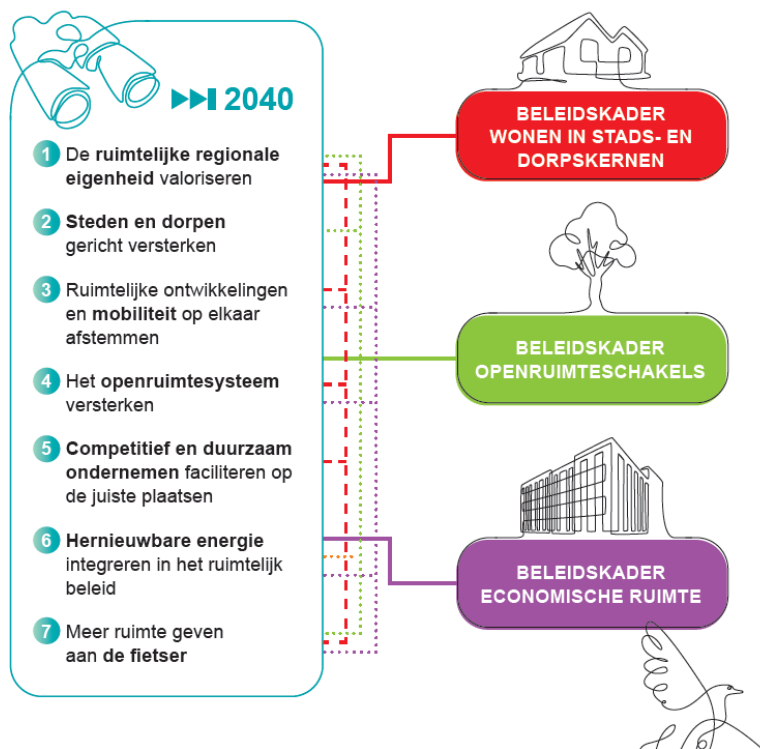 2040
1 De ruimtelijke regionale
eigenheid valoriseren
2 Steden en dorpen
gericht versterken
3 Ruimtelijke ontwikkelingen
en mobiliteit op elkaar
afstemmen
4 Het openruimtesysteem
versterken
5 Competitief en duurzaam
ondernemen faciliteren op
de juiste plaatsen
6 Hernieuwbare energie
integreren in het ruimtelijk
beleid
7 Meer ruimte geven
aan de fietser
BELEIDSKADER
WONEN IN STADS- EN
DORPSKERNEN
BELEIDSKADER
OPENRUIMTESCHAKELS
BELEIDSKADER
ECONOMISCHE RUIMTE